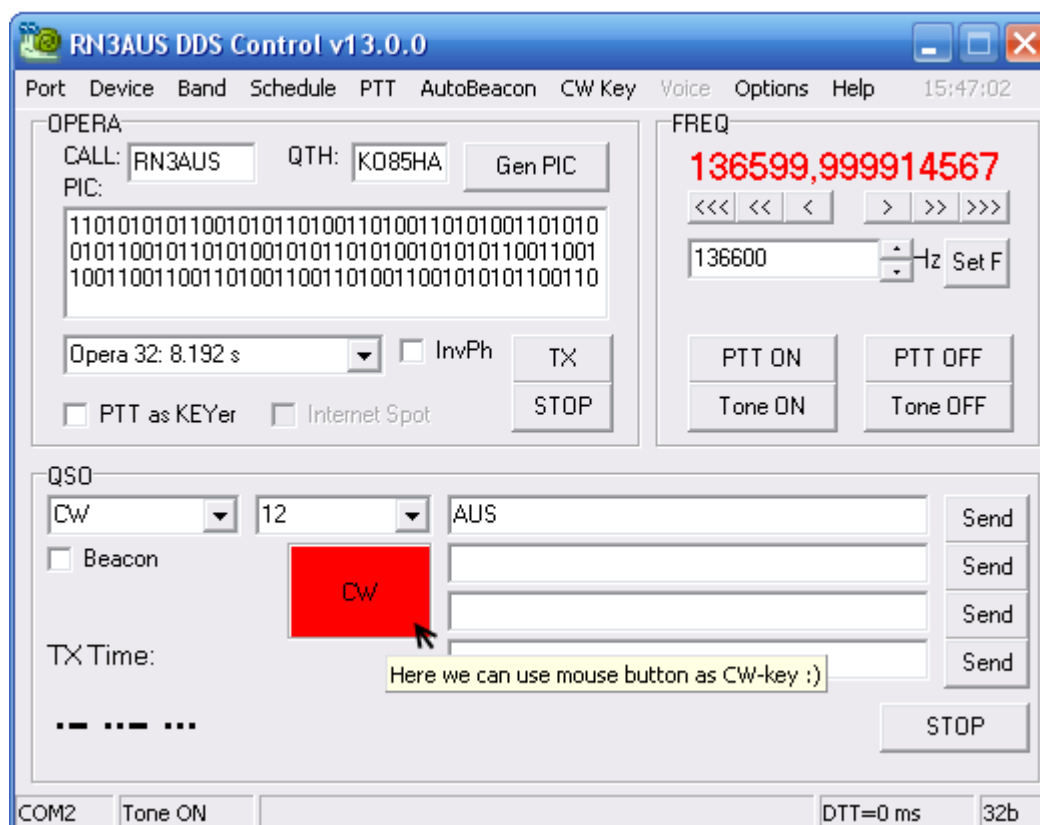 RN3AUS DDS Control v13.0.0
Port Device Band Schedule PTT AutoBeacon CW Key Voice Options Help 15:47:02
OPERA
CALL: RN3AUS QTH: KO85HA Gen PIC
PIC:
11010101011001010110100110100110101001101010
0101100101101010010101101010010101011001 1001
1001100110011010011001101001100101010110 0110
Opera 32: 8.192 s InvPh TX
PTT as KEYer Internet Spot STOP
FREQ
136599,999914567
<<< << < > >> >>>
136600 Hz Set F
PTT ON PTT OFF
Tone ON Tone OFF
QSO
CW 12 AUS Send
Beacon Send
CW
Send
TX Time: Send
Here we can use mouse button as CW-key :)
.- ..- ...
STOP
COM2 Tone ON DTT=0 ms 32b